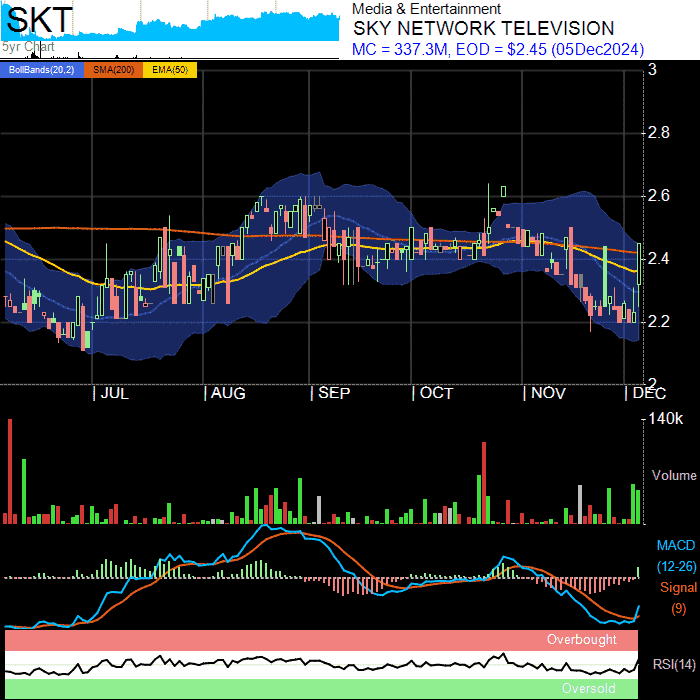 SKT
5yr Chart
Media & Entertainment
SKY NETWORK TELEVISION
MC = 337.3M, EOD = $2.45 (05Dec2024)
BollBands(20,2) SMA(200) EMA(50)
3
2.8
2.6
2.4
2.2
2
JUL AUG SEP OCT NOV DEC
140k
Volume
MACD
(12-26)
Signal
(9)
Overbought
RSI(14)
Oversold